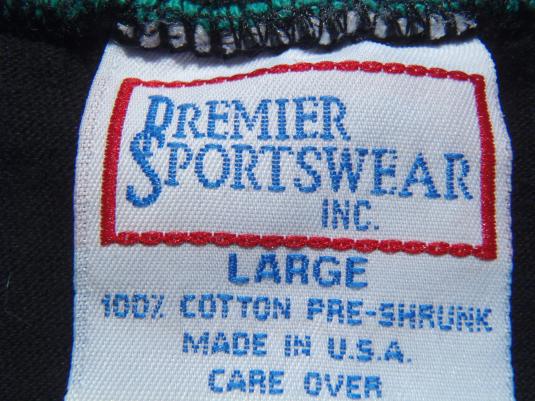 PREMIER
SPORTSWEAR
INC.
LARGE
100% COTTON PRE-SHRUNK
MADE IN U.S.A.
CARE OVER